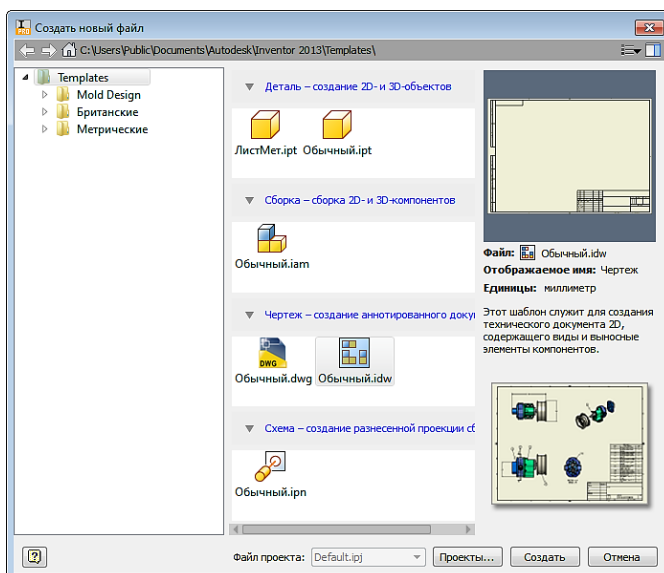 Создать новый файл
C:\Users\Public\Documents\Autodesk\Inventor 2013\Templates\
Templates
Mold Design
Британские
Метрические
Деталь – создание 2D- и 3D-объектов
ЛистМет.ipt
Обычный.ipt
Сборка – сборка 2D- и 3D-компонентов
Обычный.iam
Чертеж – создание аннотированного доку
DWG
Обычный.dwg
Обычный.idw
Схема – создание разнесенной проекции сб
Обычный.ipn
Файл: Обычный.idw
Отображаемое имя: Чертеж
Единицы: миллиметр
Этот шаблон служит для создания
технического документа 2D,
содержащего виды и выносные
элементы компонентов.
Файл проекта: Default.ipj
Проекты...
Создать
Отмена